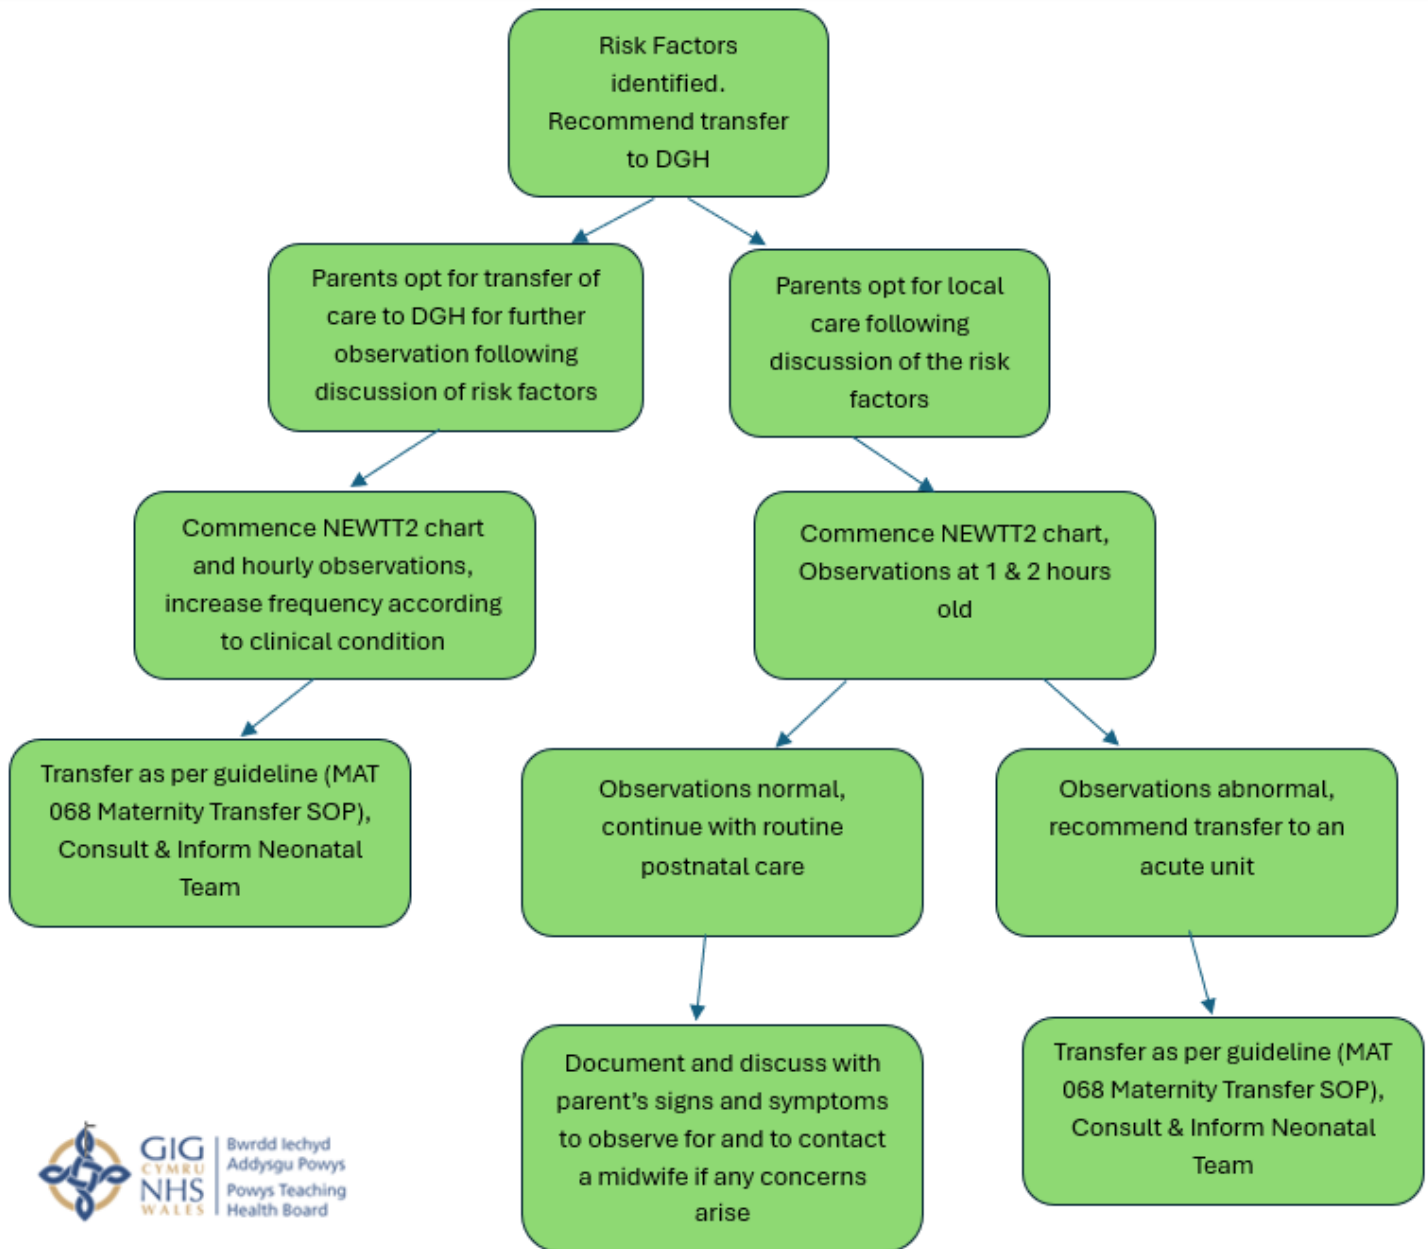 Risk Factors
identified.
Recommend transfer
to DGH
Parents opt for transfer of
care to DGH for further
observation following
discussion of risk factors
Parents opt for local
care following
discussion of the risk
factors
Commence NEWTT2 chart
and hourly observations,
increase frequency according
to clinical condition
Commence NEWTT2 chart,
Observations at 1 & 2 hours
old
Transfer as per guideline (MAT
068 Maternity Transfer SOP),
Consult & Inform Neonatal
Team
Observations normal,
continue with routine
postnatal care
Observations abnormal,
recommend transfer to an
acute unit
Document and discuss with
parent’s signs and symptoms
to observe for and to contact
a midwife if any concerns
arise
Transfer as per guideline (MAT
068 Maternity Transfer SOP),
Consult & Inform Neonatal
Team
GIG
CYMRU
NHS
WALES
Bwrdd Iechyd
Addysgu Powys
Powys Teaching
Health Board